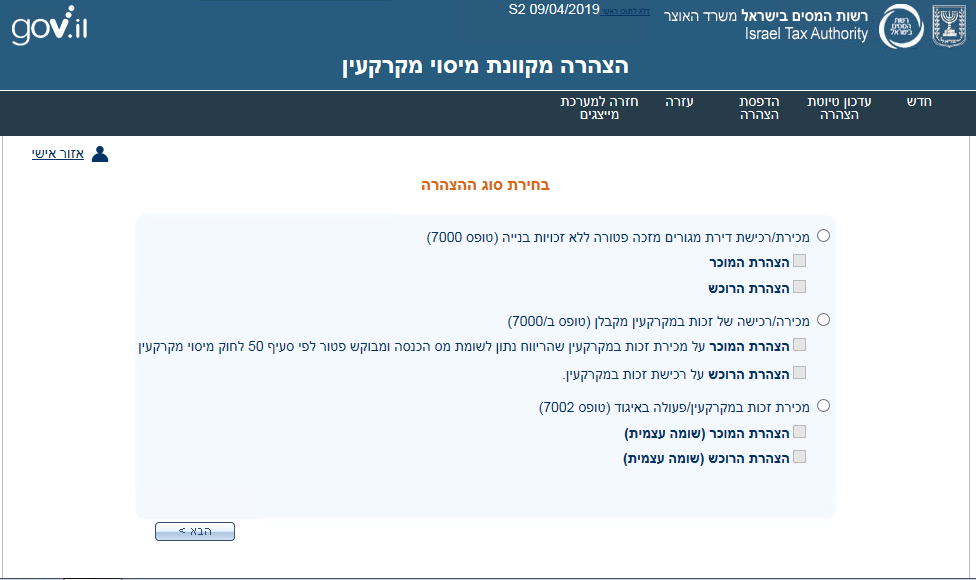 gov.il
S2 09/04/2019
דלג לתוכן ראשי
רשות המסים בישראל משרד האוצר
Israel Tax Authority
רשות המסים בישראל
הצהרה מקוונת מיסוי מקרקעין
חדש
עדכון טיוטת הצהרה
הדפסת הצהרה
עזרה
חזרה למערכת מייצגים
אזור אישי
בחירת סוג ההצהרה
מכירת/רכישת דירת מגורים מזכה פטורה ללא זכויות בנייה (טופס 7000)
הצהרת המוכר
הצהרת הרוכש
מכירה/רכישה של זכות במקרקעין מקבלן (טופס ב/7000)
הצהרת המוכר על מכירת זכות במקרקעין שהריווח נתון לשומת מס הכנסה ומבוקש פטור לפי סעיף 50 לחוק מיסוי מקרקעין
הצהרת הרוכש על רכישת זכות במקרקעין.
מכירת זכות במקרקעין/פעולה באיגוד (טופס 7002)
הצהרת המוכר (שומה עצמית)
הצהרת הרוכש (שומה עצמית)
הבא >